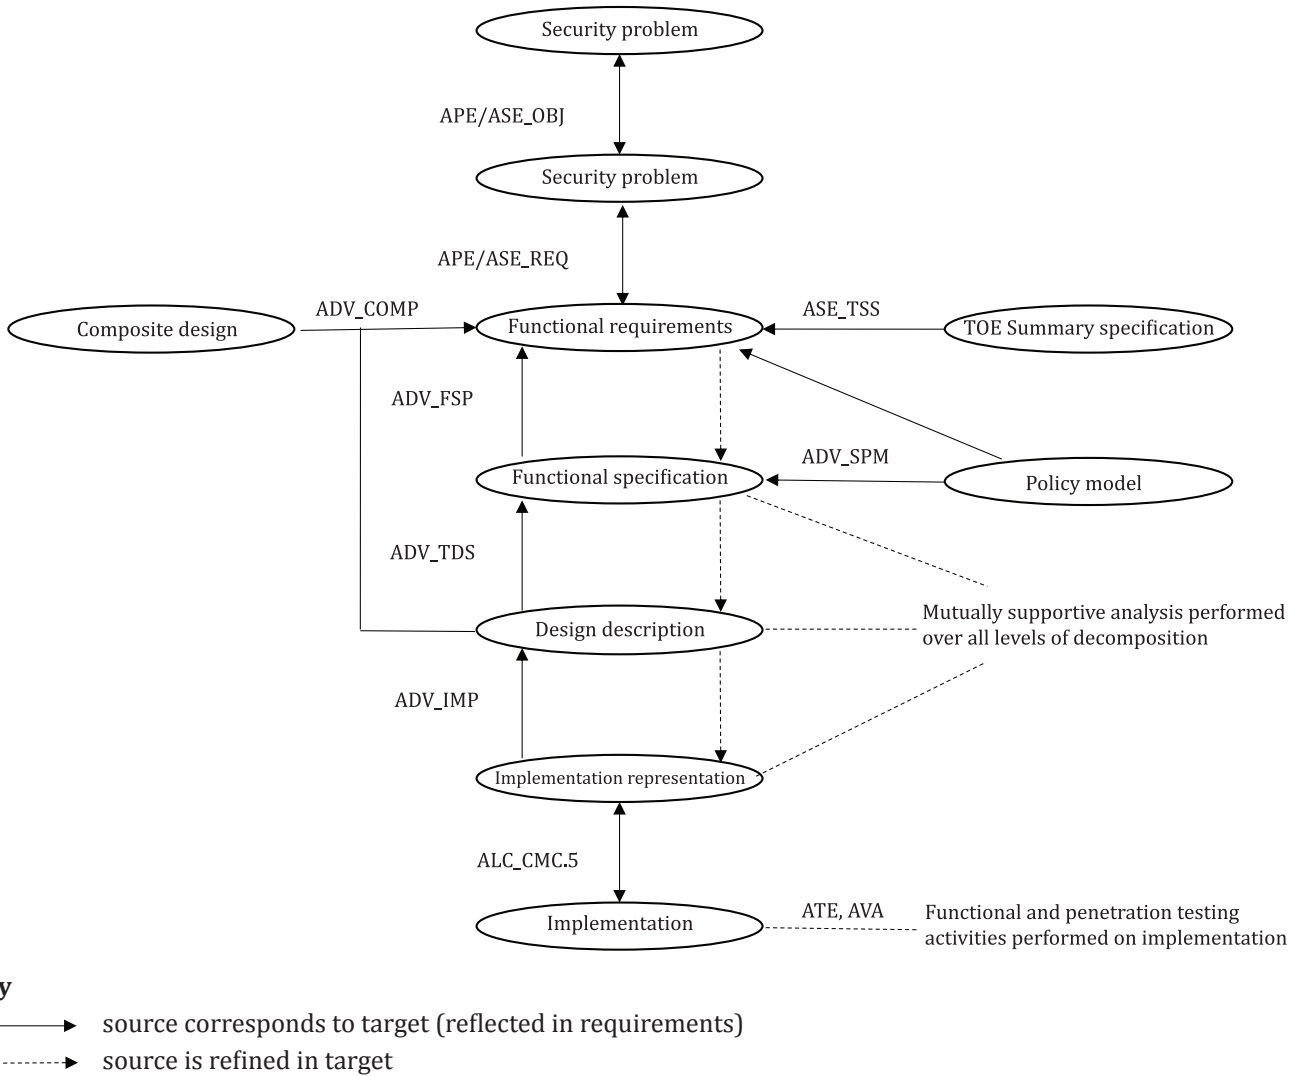 Security problem
APE/ASE_OBJ
Security problem
APE/ASE_REQ
ADV_COMP
ASE_TSS
Composite design
Functional requirements
TOE Summary specification
ADV_FSP
ADV_SPM
Functional specification
Policy model
ADV_TDS
Mutually supportive analysis performed
over all levels of decomposition
Design description
ADV_IMP
Implementation representation
ALC_CMC.5
ATE, AVA
Implementation
Functional and penetration testing
activities performed on implementation
y
source corresponds to target (reflected in requirements)
source is refined in target